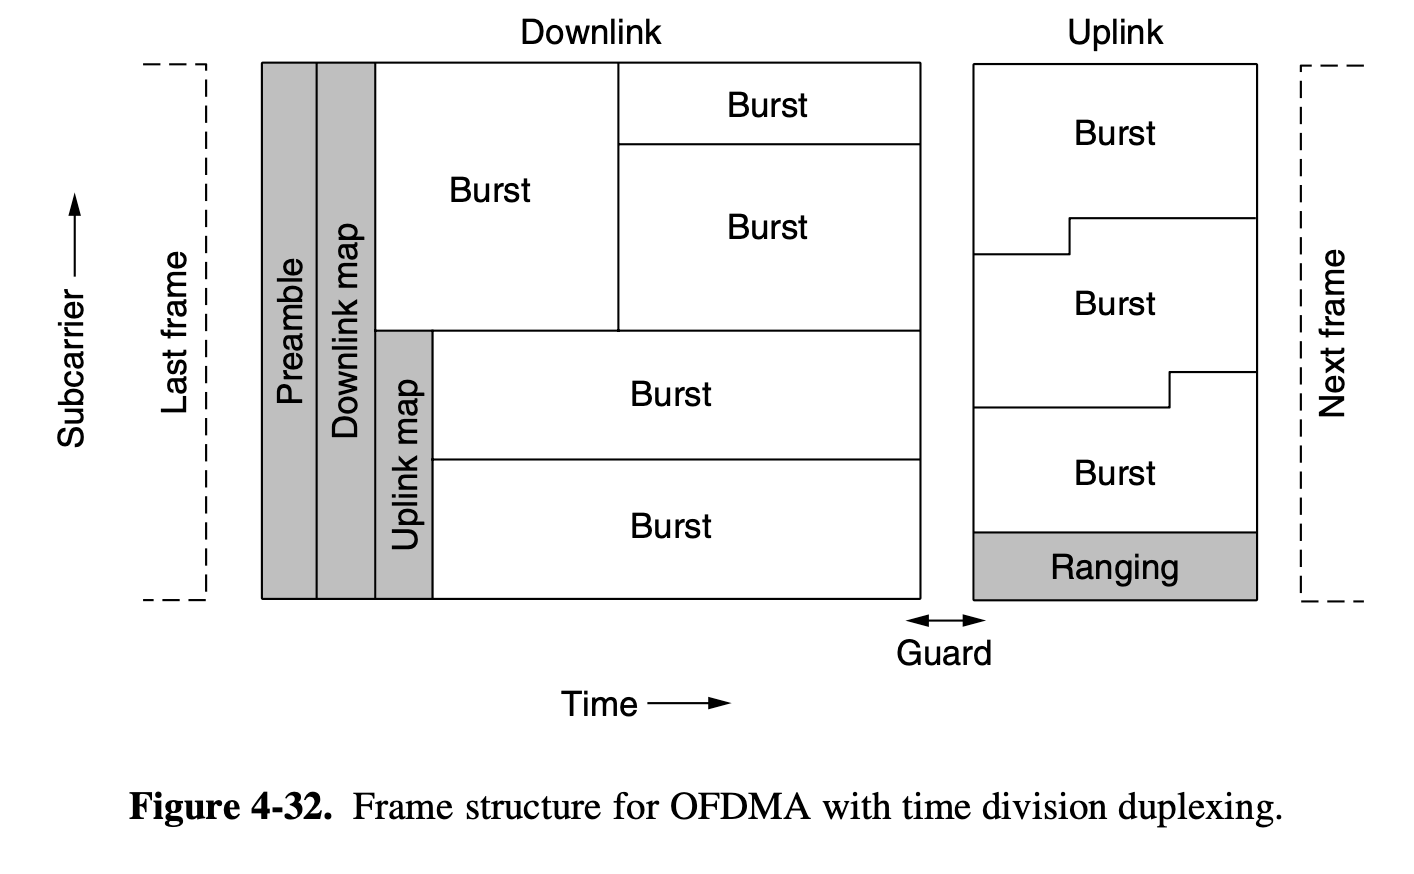 Downlink
Uplink
Subcarrier
Last frame
Preamble
Downlink map
Uplink map
Burst
Burst
Burst
Burst
Burst
Burst
Burst
Burst
Ranging
Next frame
Guard
Time
Figure 4-32. Frame structure for OFDMA with time division duplexing.